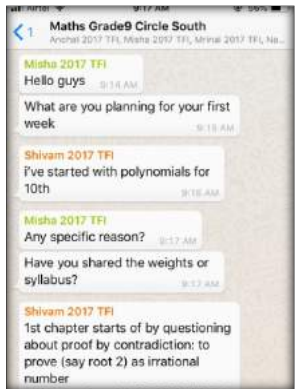 9:17 AM
1
Maths Grade9 Circle South
Anchal 2017 TFI, Misha 2017 TFI, Mrinal 2017 TFI, Na...
Misha 2017 TFI
Hello guys
9:14 AM
What are you planning for your first
week
9:15 AM
Shivam 2017 TFI
i've started with polynomials for
10th
9:16 AM
Misha 2017 TFI
Any specific reason?
9:17 AM
Have you shared the weights or
syllabus?
9:17 AM
Shivam 2017 TFI
1st chapter starts of by questioning
about proof by contradiction: to
prove (say root 2) as irrational
number